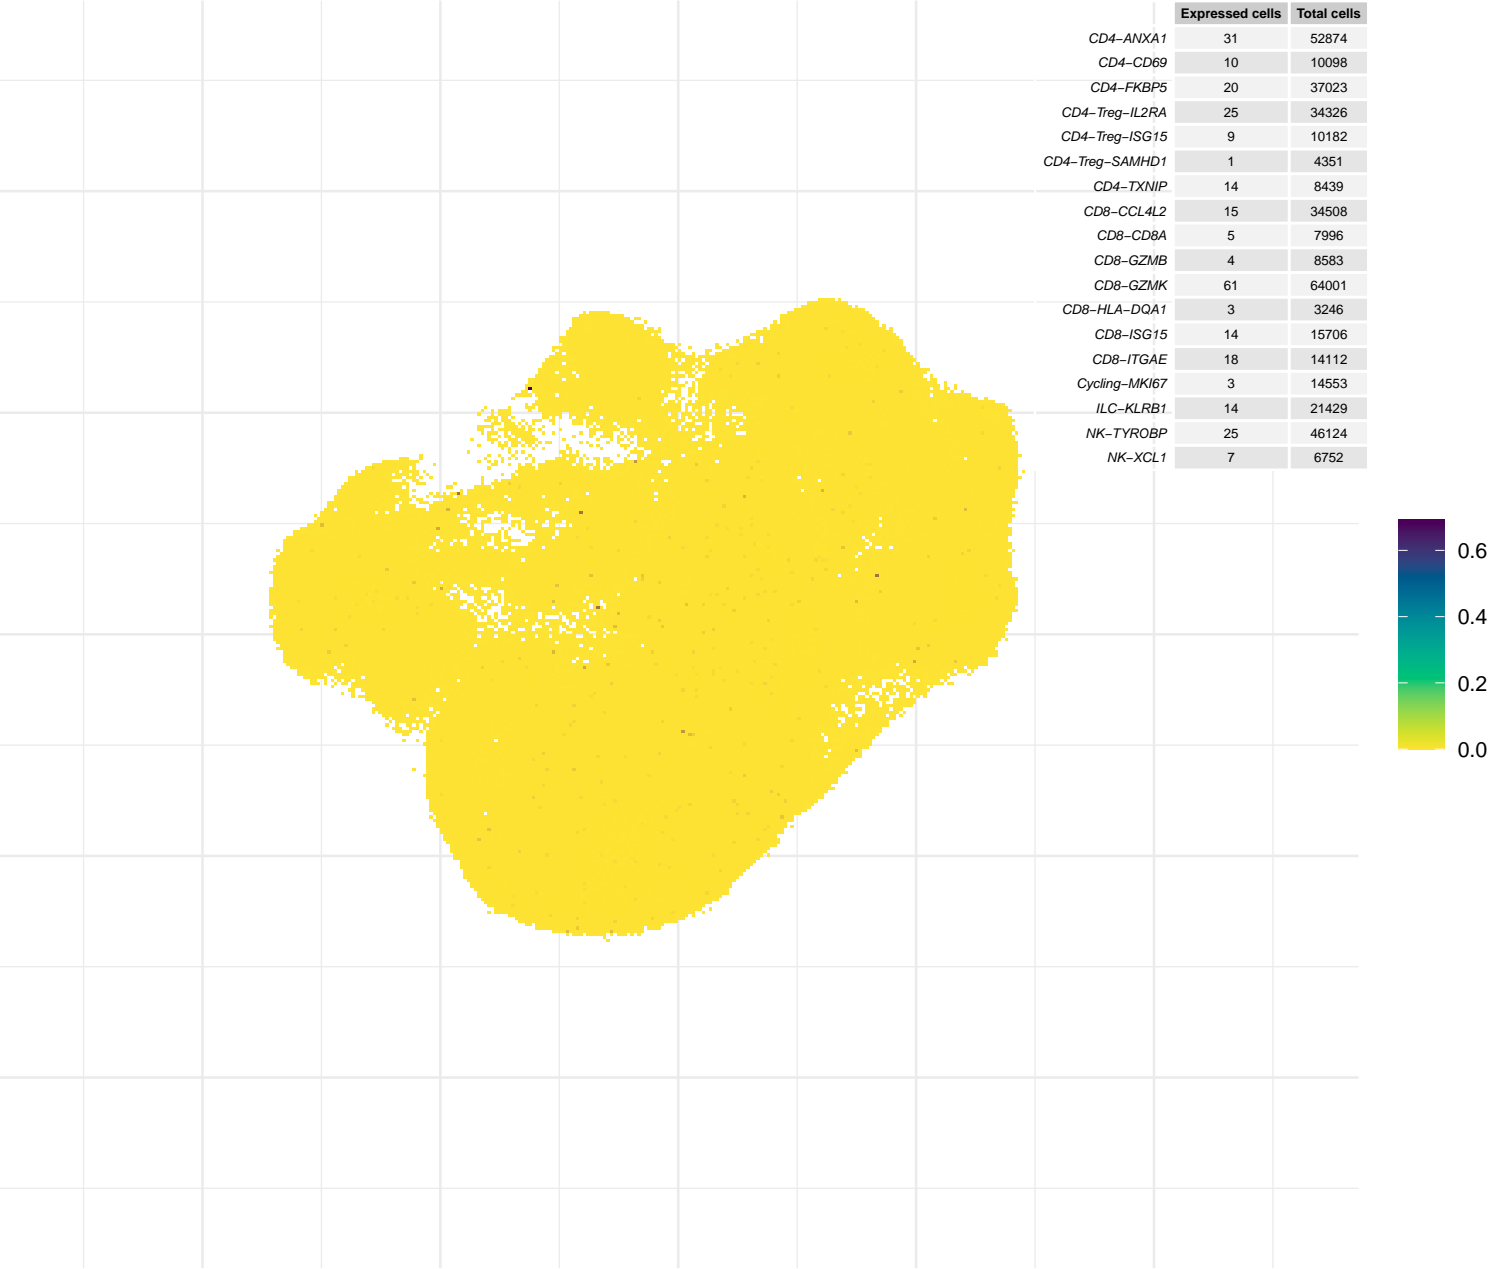 Expressed cells Total cells
CD4−ANXA1 31 52874
CD4−CD69 10 10098
CD4−FKBP5 20 37023
CD4−Treg−IL2RA 25 34326
CD4−Treg−ISG15 9 10182
CD4−Treg−SAMHD1 1 4351
CD4−TXNIP 14 8439
CD8−CCL4L2 15 34508
CD8−CD8A 5 7996
CD8−GZMB 4 8583
CD8−GZMK 61 64001
CD8−HLA−DQA1 3 3246
CD8−ISG15 14 15706
CD8−ITGAE 18 14112
Cycling−MKI67 3 14553
ILC−KLRB1 14 21429
NK−TYROBP 25 46124
NK−XCL1 7 6752
0.6
0.4
0.2
0.0